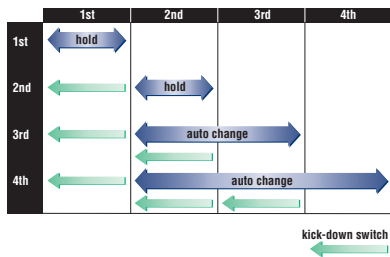 1st 2nd 3rd 4th
1st hold
2nd hold
3rd auto change
4th auto change
kick-down switch